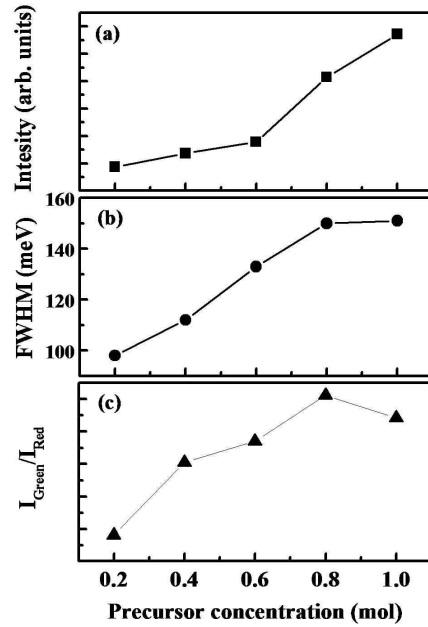 (a)
Intesity (arb. units)
(b)
160
140
120
100
FWHM (meV)
(c)
I_Green/I_Red
0.2 0.4 0.6 0.8 1.0
Precursor concentration (mol)